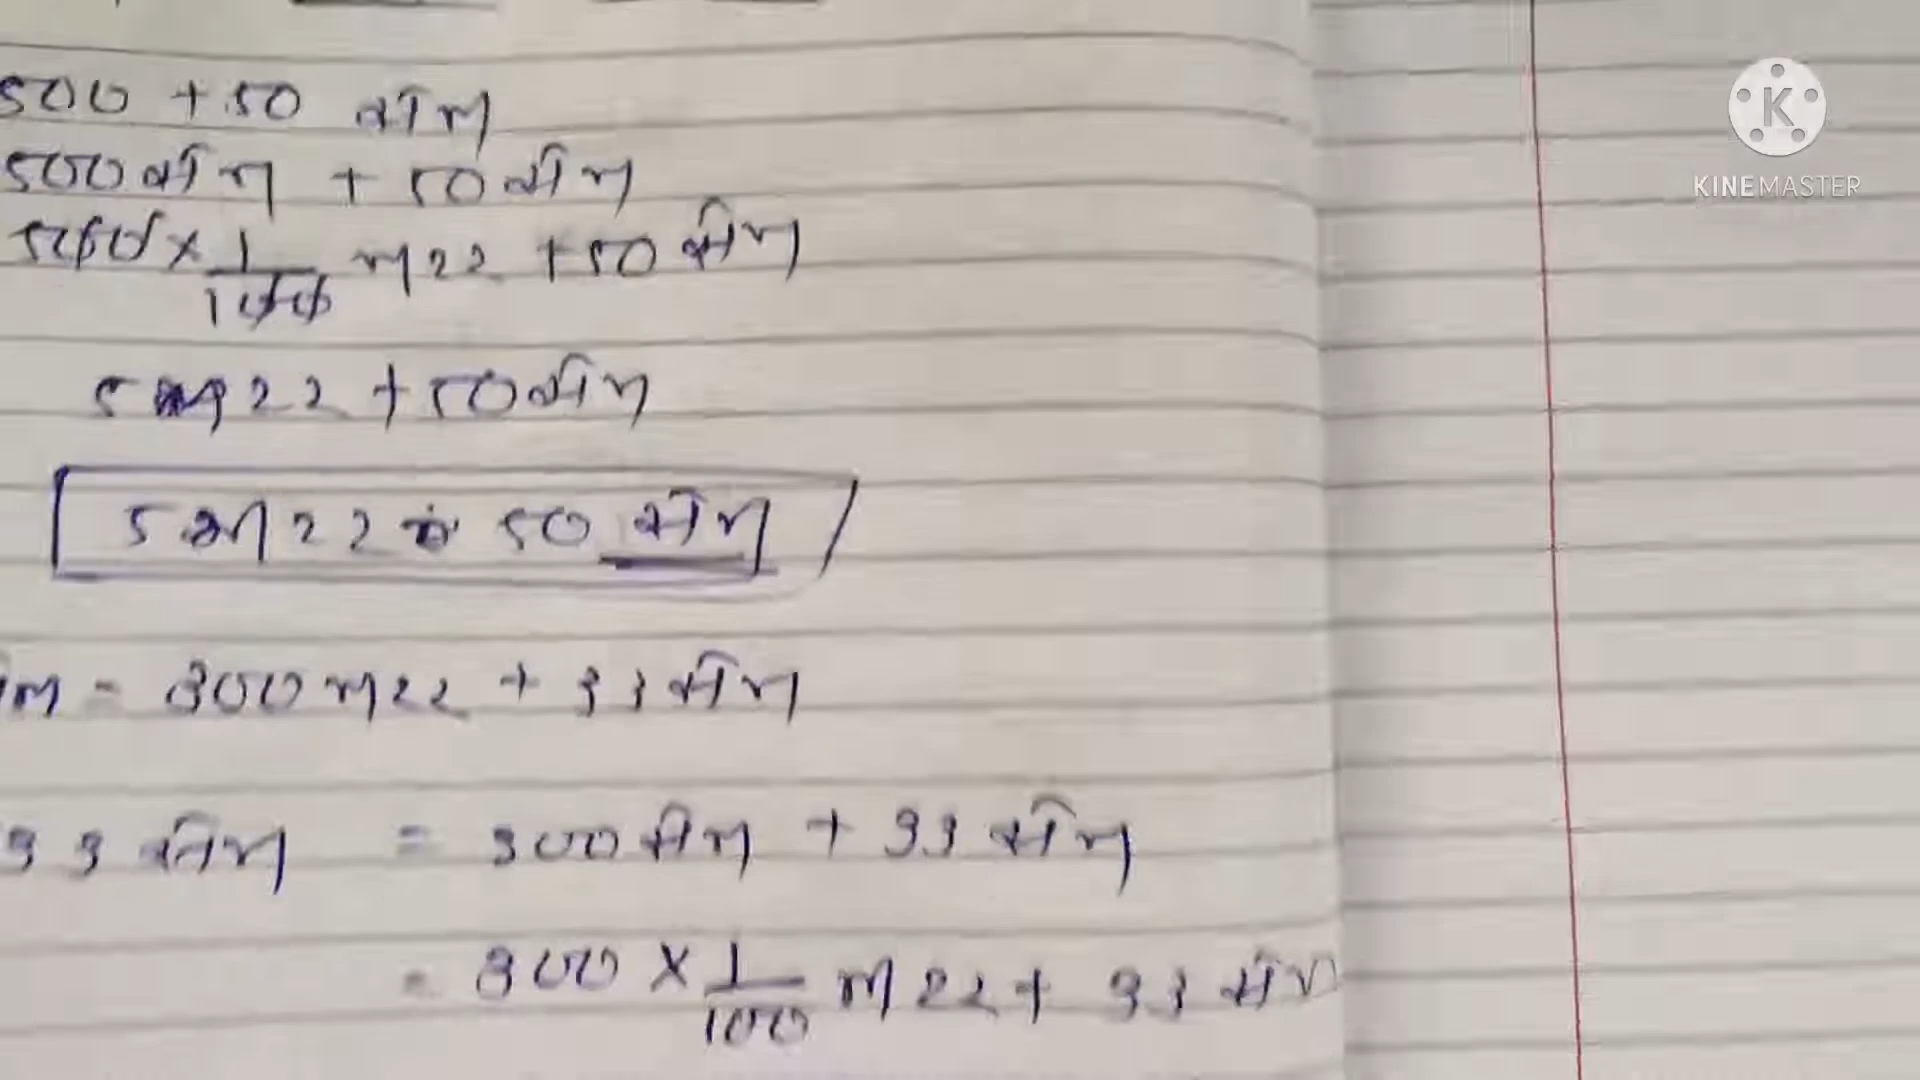 500 + 50 सेम
500 सेमी + 50 सेमी
500 × 1/100 मीटर + 50 सेमी
5 मीटर + 50 सेमी
5 मीटर 50 सेमी
= 300 मीटर + 33 सेमी
33 सेमी = 300 सेमी + 33 सेमी
= 300 × 1/100 मीटर + 33 सेमी
KINEMASTER